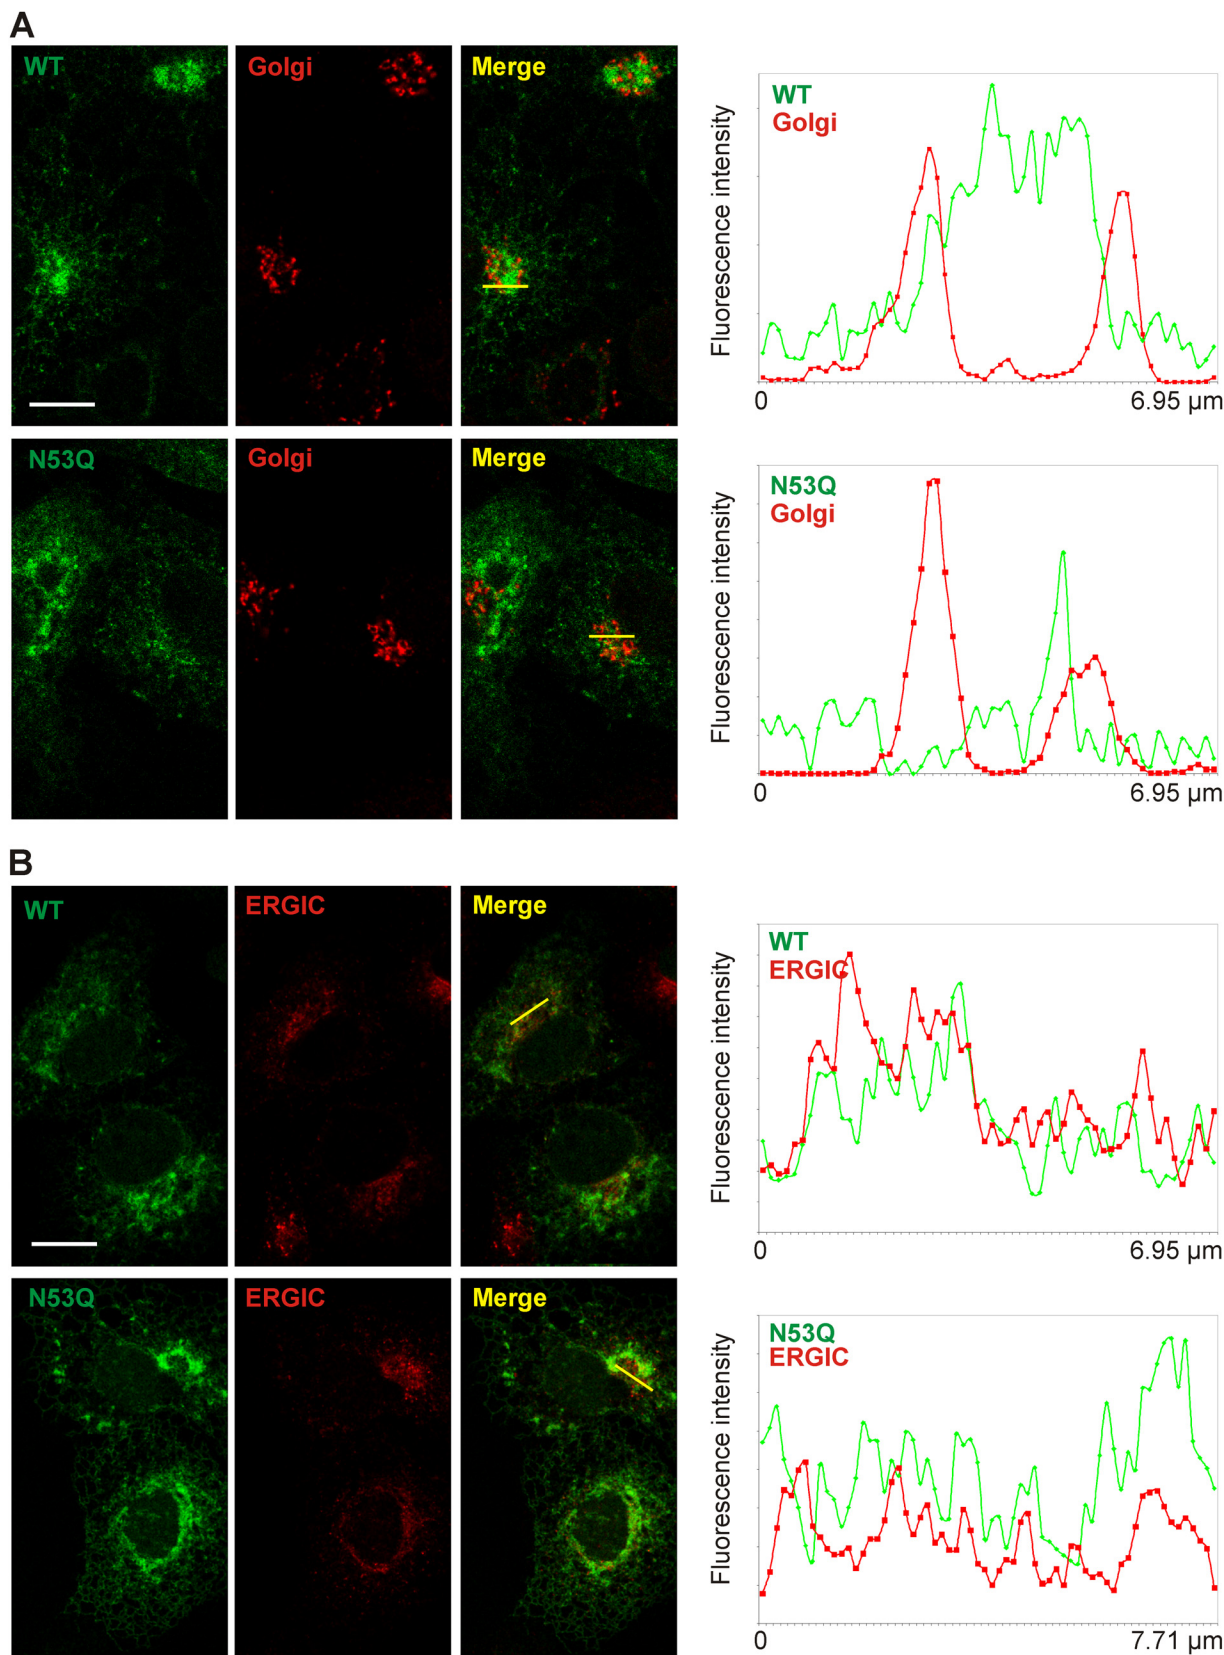 A
WT
Golgi
Merge
WT
Golgi
Fluorescence intensity
0
6.95 µm
N53Q
Golgi
Merge
N53Q
Golgi
Fluorescence intensity
0
6.95 µm
B
WT
ERGIC
Merge
WT
ERGIC
Fluorescence intensity
0
6.95 µm
N53Q
ERGIC
Merge
N53Q
ERGIC
Fluorescence intensity
0
7.71 µm